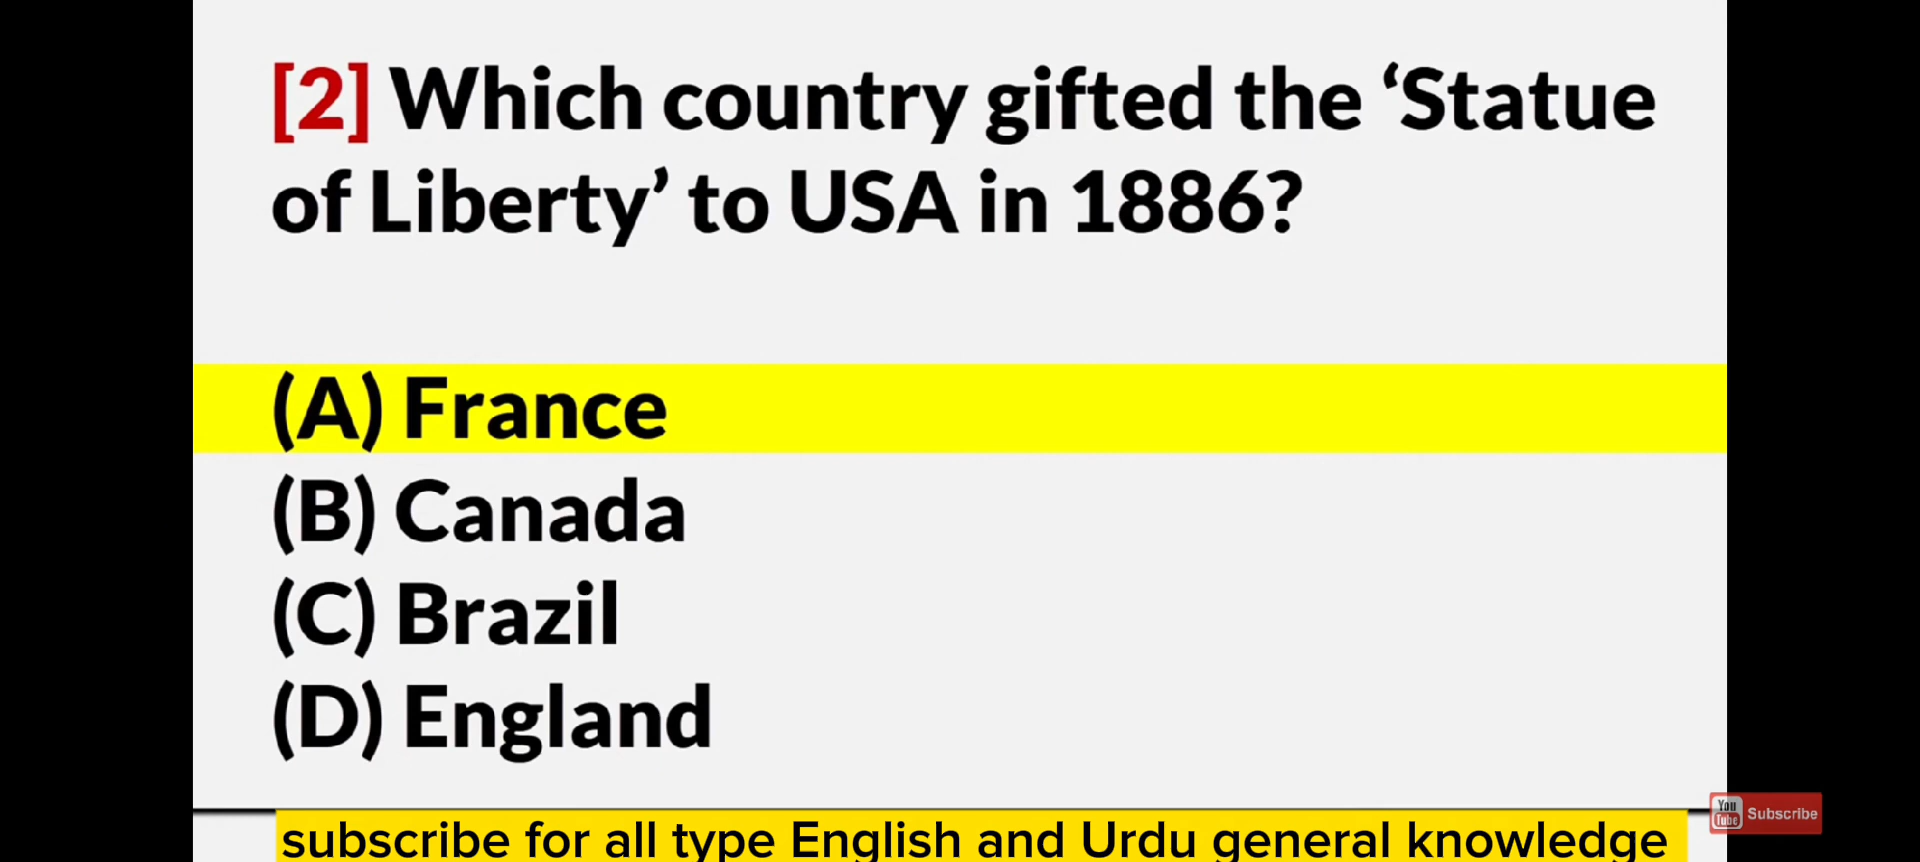 [2] Which country gifted the ‘Statue
of Liberty’ to USA in 1886?
(A) France
(B) Canada
(C) Brazil
(D) England
You
Tube
Subscribe
subscribe for all type English and Urdu general knowledge